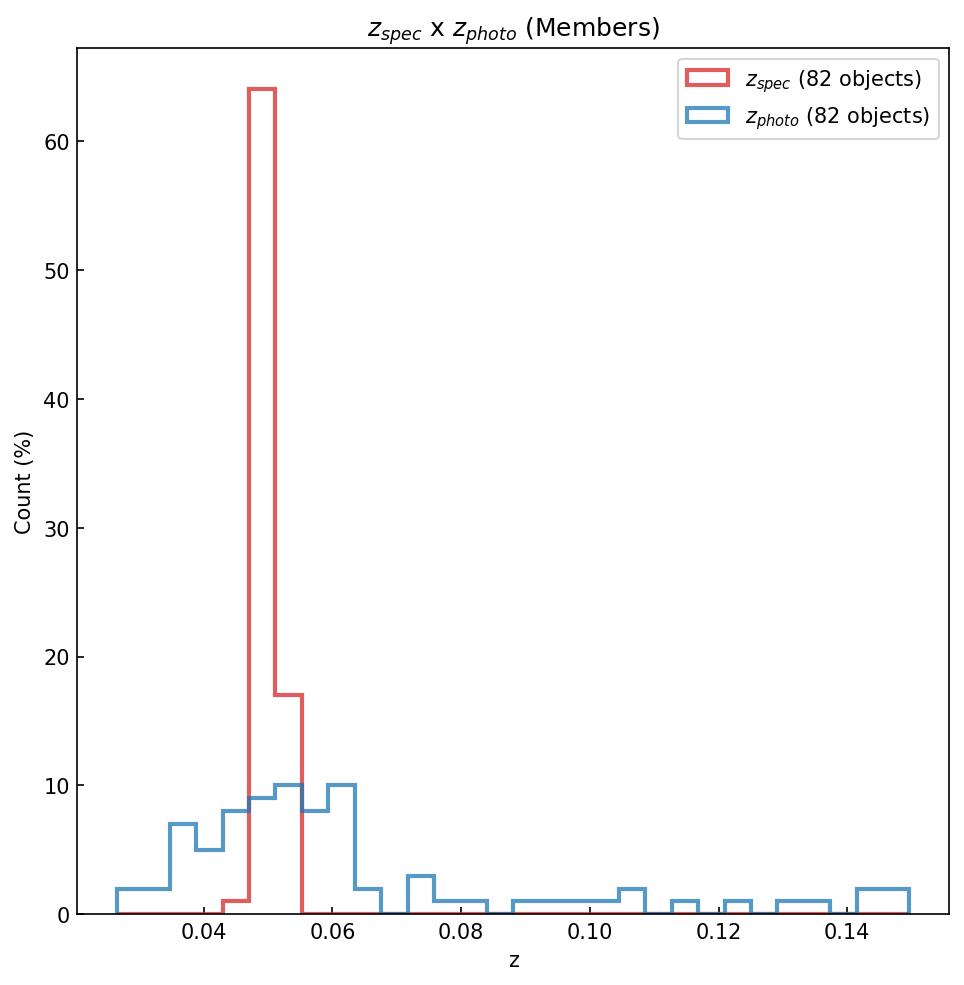 z_spec x z_photo (Members)
z_spec (82 objects)
z_photo (82 objects)
Count (%)
60
50
40
30
20
10
0
0.04 0.06 0.08 0.10 0.12 0.14
z